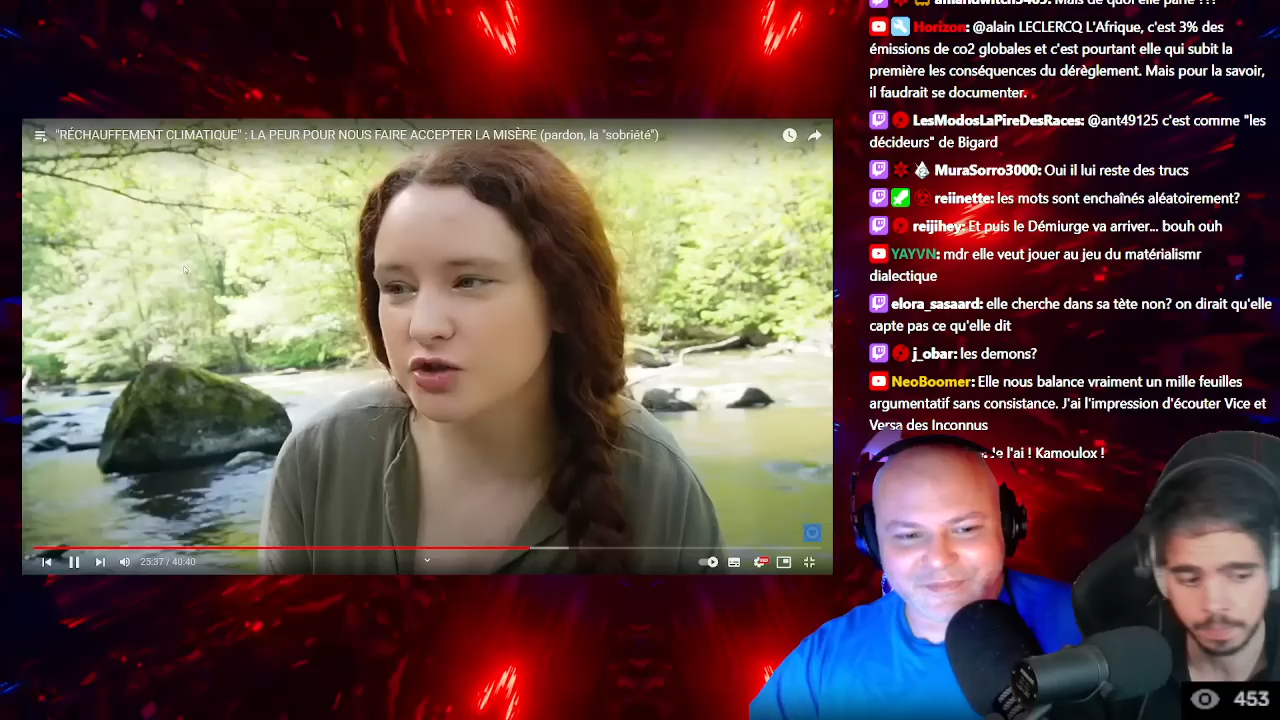 "RÉCHAUFFEMENT CLIMATIQUE" : LA PEUR POUR NOUS FAIRE ACCEPTER LA MISÈRE (pardon, la "sobriété")
25:37 / 40:40
Horizon: @alain LECLERCQ L'Afrique, c'est 3% des
émissions de co2 globales et c'est pourtant elle qui subit la
première les conséquences du dérèglement. Mais pour la savoir,
il faudrait se documenter.
LesModosLaPireDesRaces: @ant49125 c'est comme "les
décideurs" de Bigard
MuraSorro3000: Oui il lui reste des trucs
reiinette: les mots sont enchaînés aléatoirement?
reijihey: Et puis le Démiurge va arriver... bouh ouh
YAYVN: mdr elle veut jouer au jeu du matérialismr
dialectique
elora_sasaard: elle cherche dans sa tète non? on dirait qu'elle
capte pas ce qu'elle dit
j_obar: les demons?
NeoBoomer: Elle nous balance vraiment un mille feuilles
argumentatif sans consistance. J'ai l'impression d'écouter Vice et
Versa des Inconnus
l'ai ! Kamoulox !
453